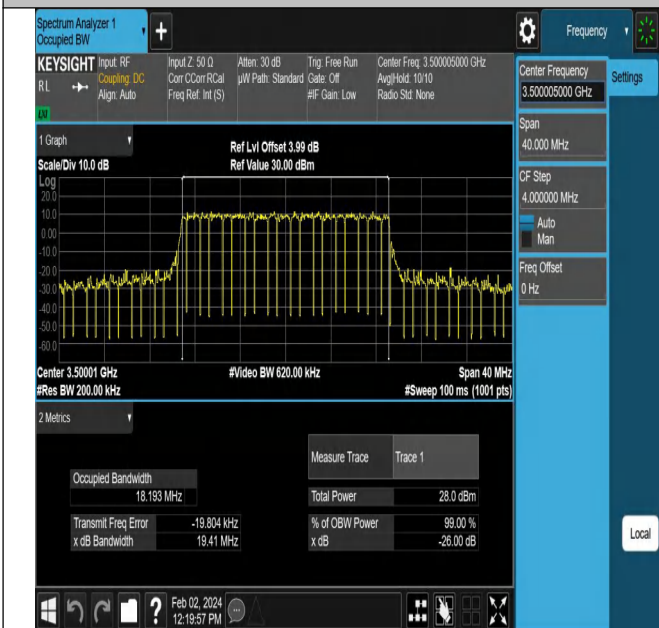 Spectrum Analyzer 1
Occupied BW
+
Frequency
KEYSIGHT
RL
Input: RF
Coupling: DC
Align: Auto
Input Z: 50 Ω
Corr CCorr RCal
Freq Ref: Int (S)
Atten: 30 dB
µW Path: Standard
Trig: Free Run
Gate: Off
#IF Gain: Low
Center Freq: 3.500005000 GHz
Avg|Hold: 10/10
Radio Std: None
1 Graph
Scale/Div 10.0 dB
Ref Lvl Offset 3.99 dB
Ref Value 30.00 dBm
Log
20.0
10.0
0.00
-10.0
-20.0
-30.0
-40.0
-50.0
-60.0
Center 3.50001 GHz
#Res BW 200.00 kHz
#Video BW 620.00 kHz
Span 40 MHz
#Sweep 100 ms (1001 pts)
2 Metrics
Measure Trace Trace 1
Occupied Bandwidth
18.193 MHz
Total Power 28.0 dBm
Transmit Freq Error -19.804 kHz
% of OBW Power 99.00 %
x dB Bandwidth 19.41 MHz
x dB -26.00 dB
Center Frequency
3.500005000 GHz
Settings
Span
40.000 MHz
CF Step
4.000000 MHz
Auto
Man
Freq Offset
0 Hz
Local
?
Feb 02, 2024
12:19:57 PM